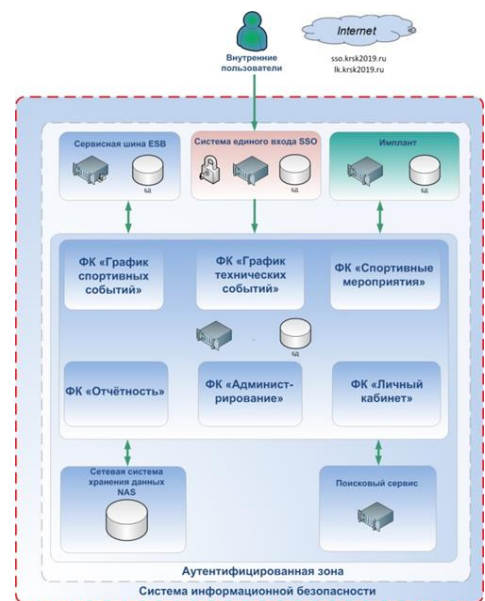 Internet
Внутренние
пользователи
sso.krsk2019.ru
lk.krsk2019.ru
Сервисная шина ESB
Система единого входа SSO
Имплант
БД
БД
БД
ФК «График
спортивных
событий»
ФК «График
технических
событий»
ФК «Спортивные
мероприятия»
БД
ФК «Отчётность»
ФК «Админист-
рирование»
ФК «Личный
кабинет»
Сетевая система
хранения данных
NAS
Поисковый сервис
Аутентифицированная зона
Система информационной безопасности